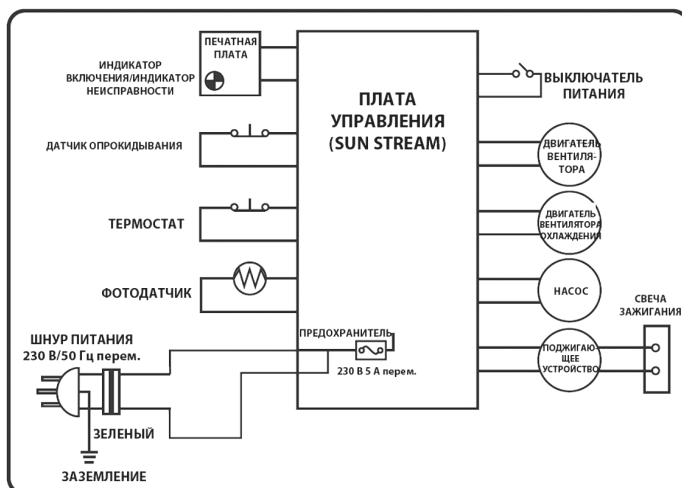 ПЕЧАТНАЯ
ПЛАТА
ИНДИКАТОР
ВКЛЮЧЕНИЯ/ИНДИКАТОР
НЕИСПРАВНОСТИ
ДАТЧИК ОПРОКИДЫВАНИЯ
ТЕРМОСТАТ
ФОТОДАТЧИК
ПЛАТА
УПРАВЛЕНИЯ
(SUN STREAM)
ВЫКЛЮЧАТЕЛЬ
ПИТАНИЯ
ДВИГАТЕЛЬ
ВЕНТИЛЯ-
ТОРА
ДВИГАТЕЛЬ
ВЕНТИЛЯТОРА
ОХЛАЖДЕНИЯ
НАСОС
СВЕЧА
ЗАЖИГАНИЯ
ПОДЖИГАЮ-
ЩЕЕ
УСТРОЙСТВО
ПРЕДОХРАНИТЕЛЬ
230 В 5 А перем.
ШНУР ПИТАНИЯ
230 В/50 Гц перем.
ЗЕЛЕНЫЙ
ЗАЗЕМЛЕНИЕ